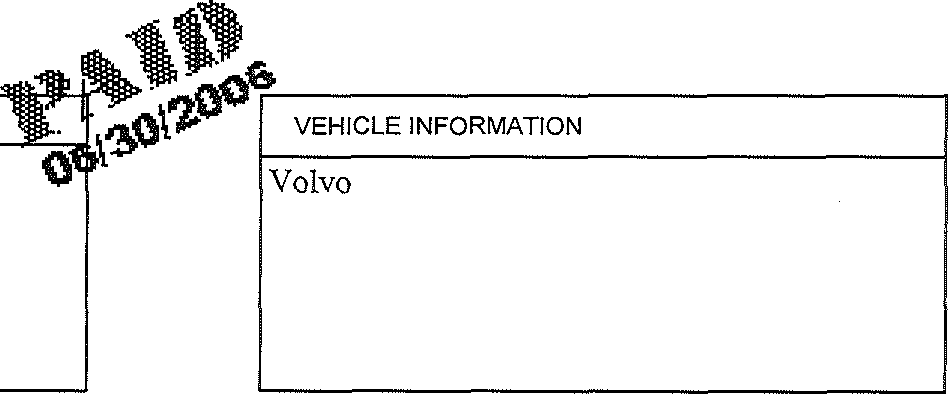 PAID
06/30/2006
VEHICLE INFORMATION
Volvo